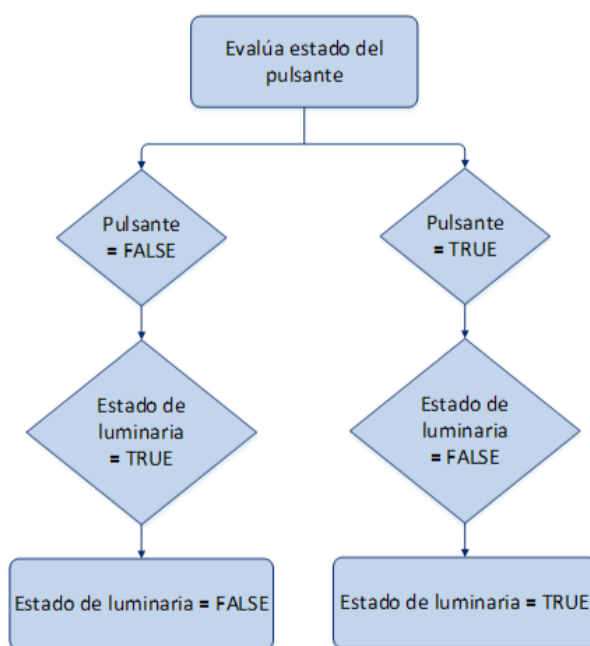 Evalúa estado del
pulsante
Pulsante
= FALSE
Pulsante
= TRUE
Estado de
luminaria
= TRUE
Estado de
luminaria
= FALSE
Estado de luminaria = FALSE
Estado de luminaria = TRUE